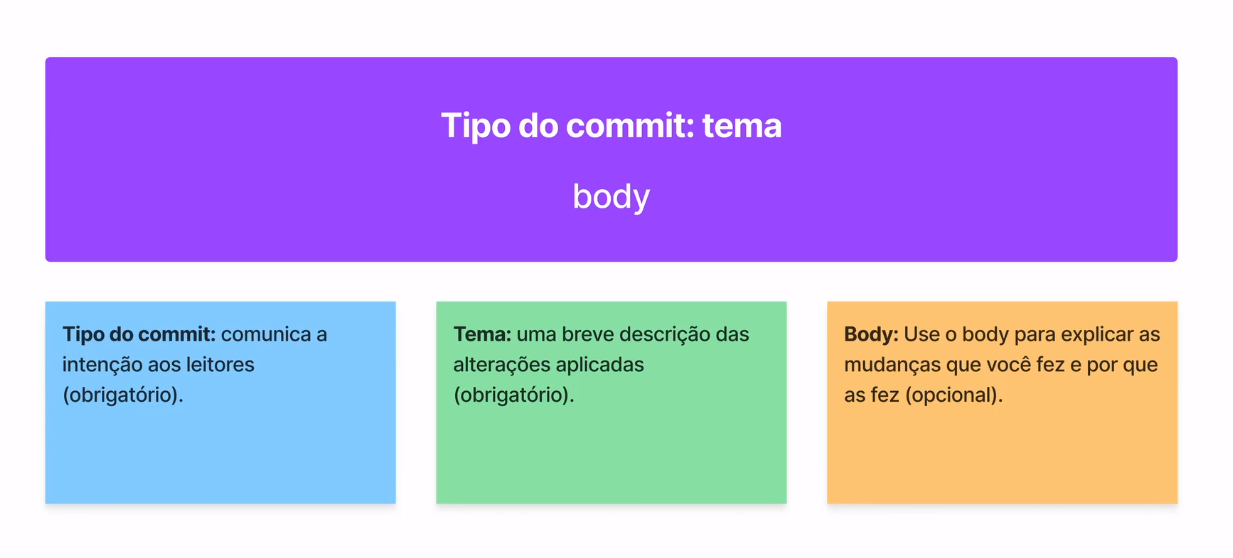 Tipo do commit: tema
body
Tipo do commit: comunica a
intenção aos leitores
(obrigatório).
Tema: uma breve descrição das
alterações aplicadas
(obrigatório).
Body: Use o body para explicar as
mudanças que você fez e por que
as fez (opcional).